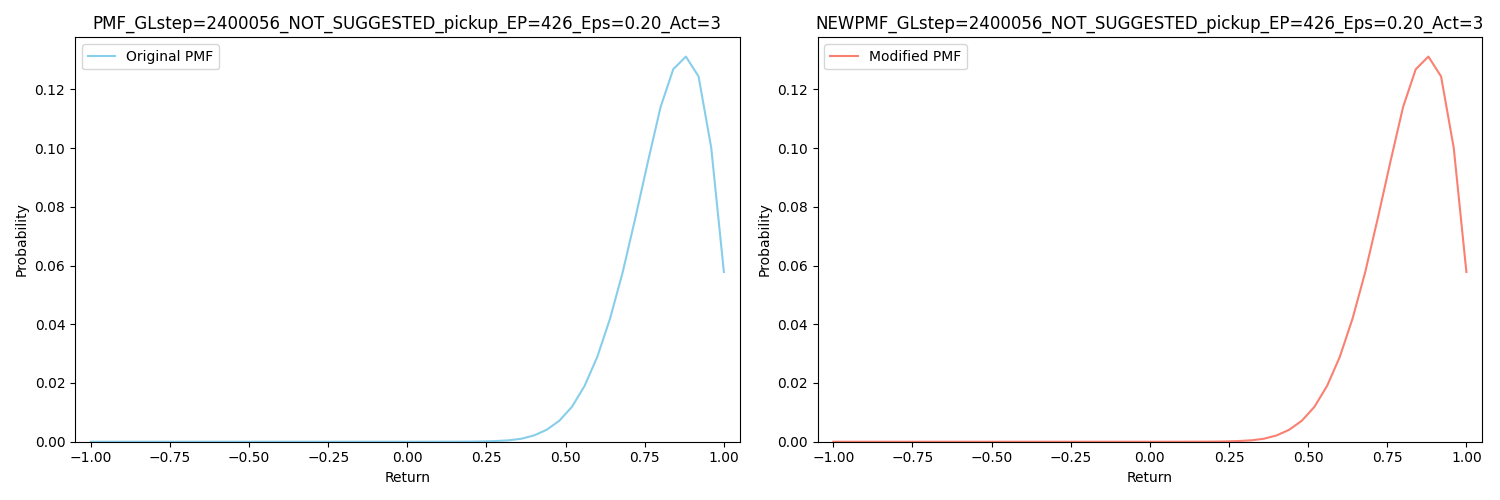 PMF_GLstep=2400056_NOT_SUGGESTED_pickup_EP=426_Eps=0.20_Act=3
Original PMF
0.12
0.10
0.08
0.06
0.04
0.02
0.00
Probability
−1.00 −0.75 −0.50 −0.25 0.00 0.25 0.50 0.75 1.00
Return
NEWPMF_GLstep=2400056_NOT_SUGGESTED_pickup_EP=426_Eps=0.20_Act=3
Modified PMF
0.12
0.10
0.08
0.06
0.04
0.02
0.00
Probability
−1.00 −0.75 −0.50 −0.25 0.00 0.25 0.50 0.75 1.00
Return